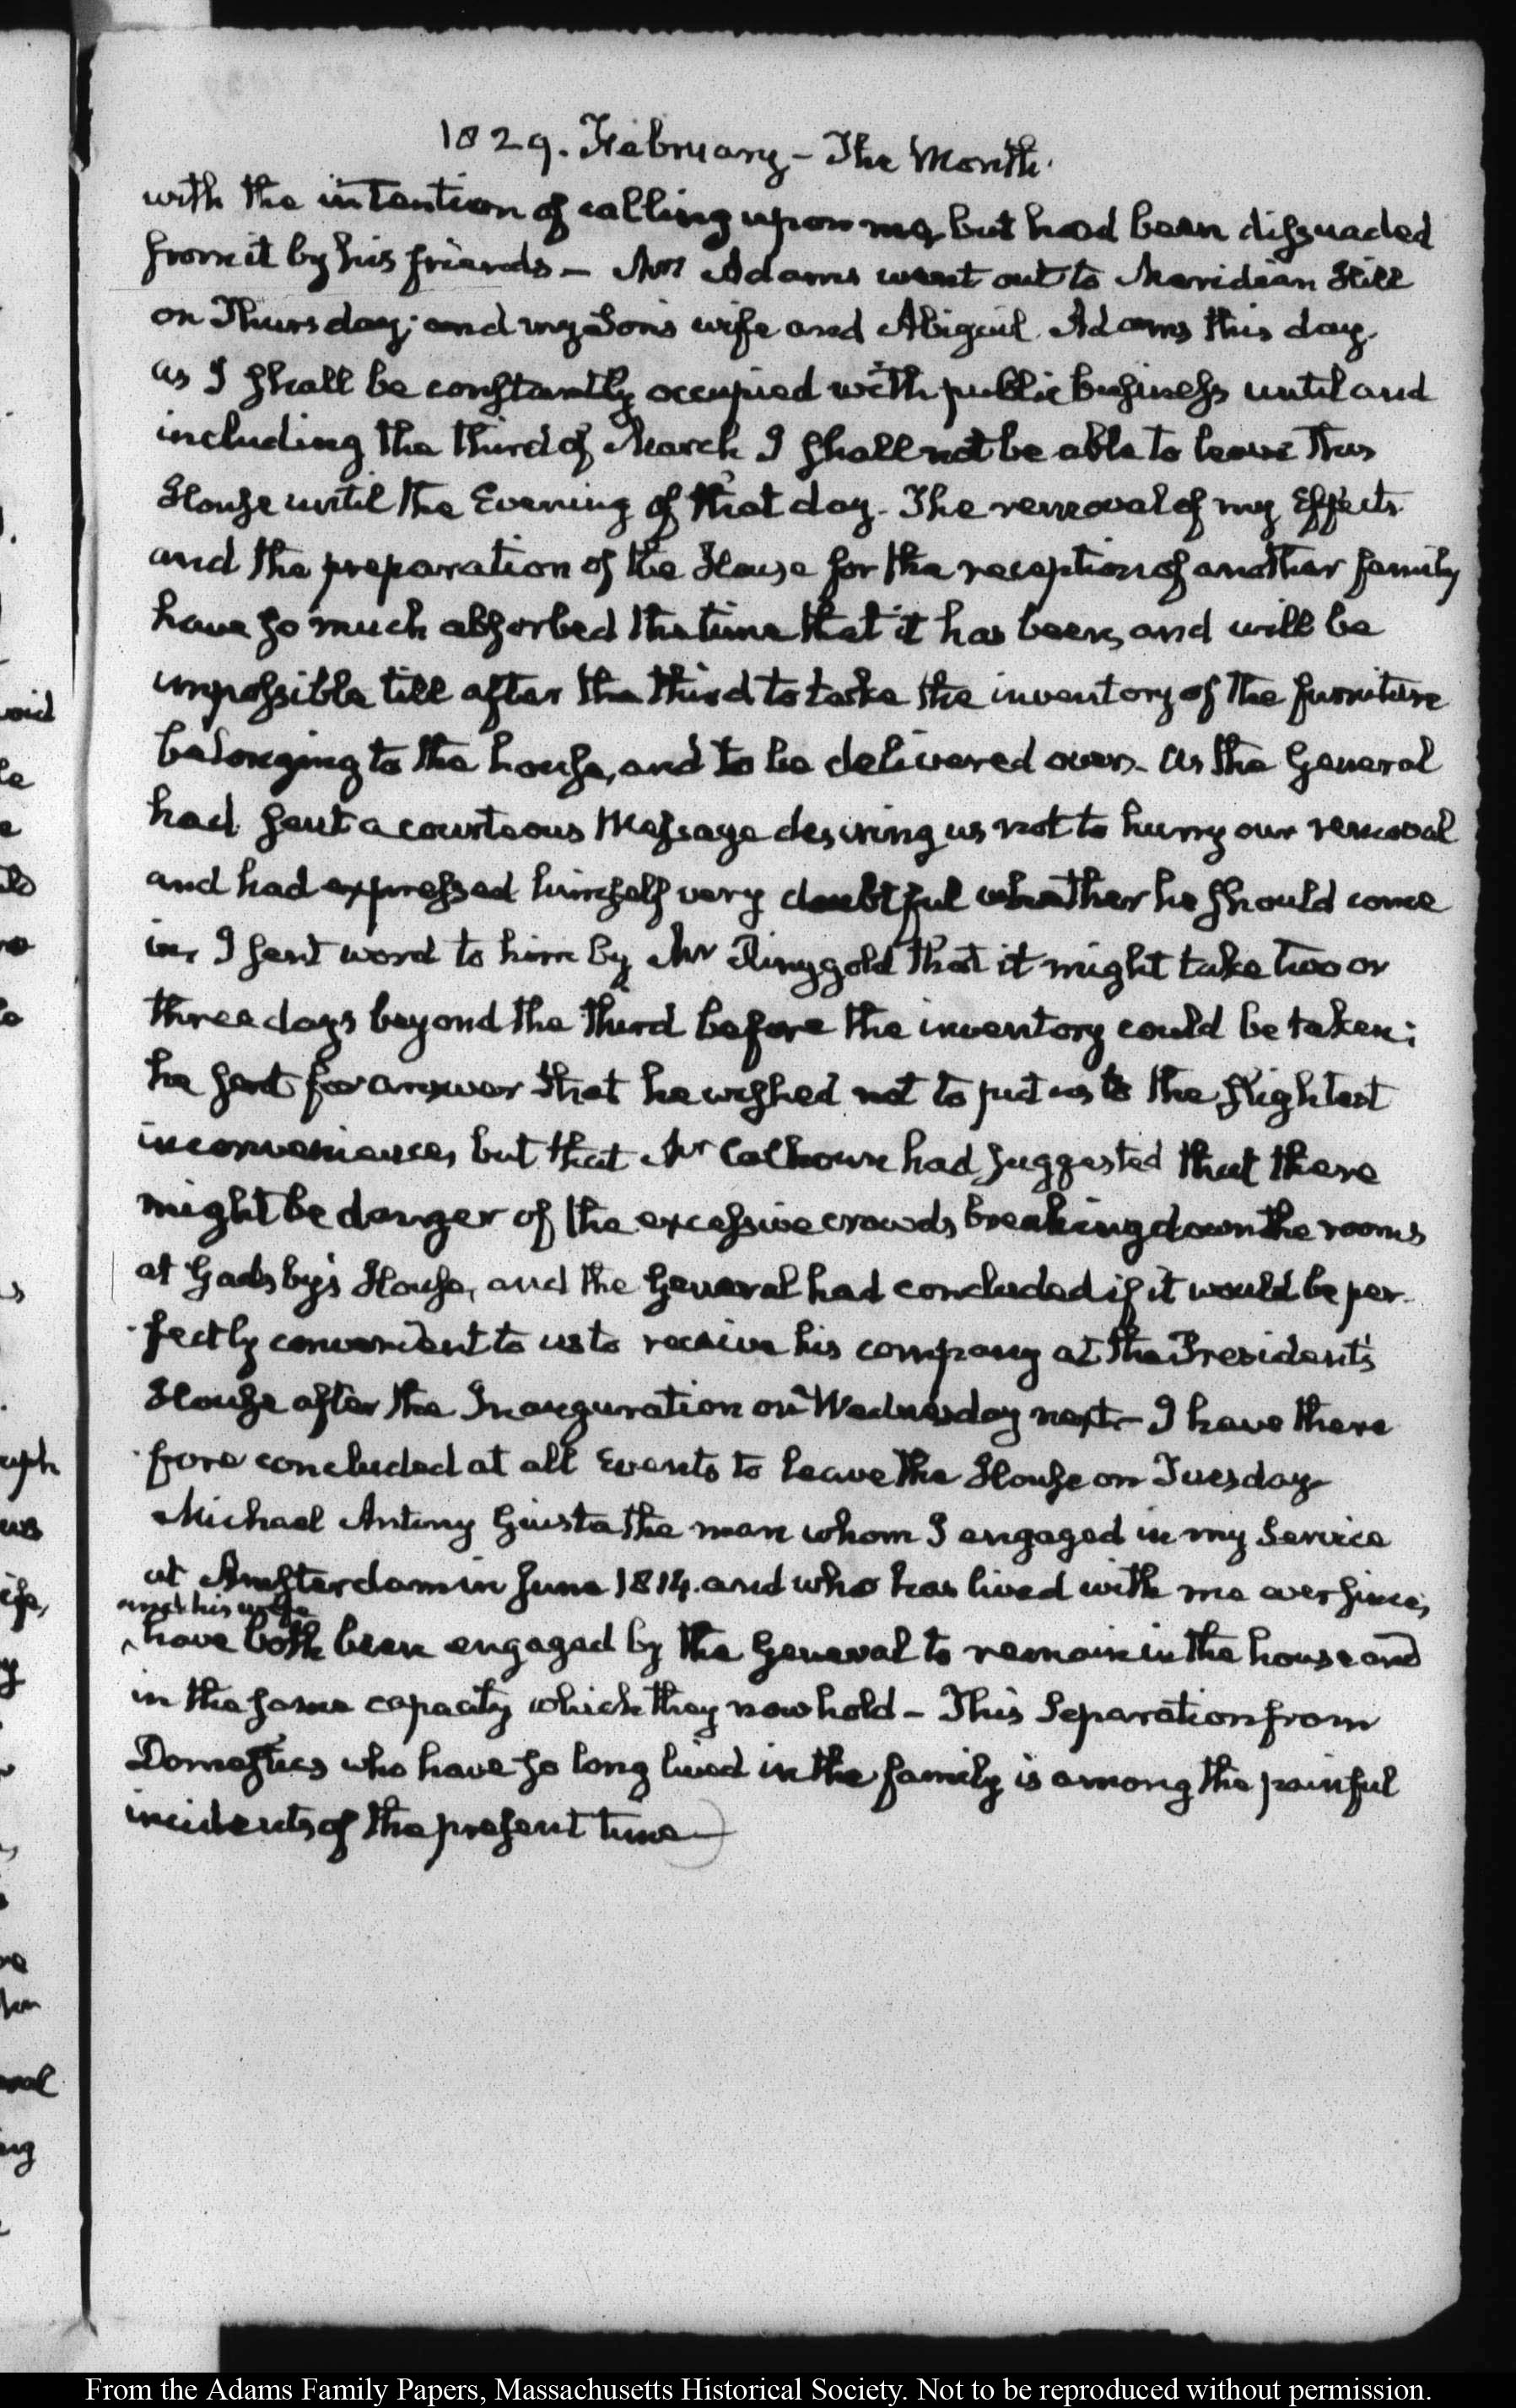 1829. February – The Month.
with the intention of calling upon me, but had been dissuaded
from it by his friends – Mrs Adams went out to Meridian Hill
on Thursday; and my Son's wife and Abigail Adams this day.
as I shall be constantly occupied with public business until and
including the third of March I shall not be able to leave this
House until the Evening of that day. The removal of my Effects
and the preparation of the House for the reception of another family
have so much absorbed the time that it has been, and will be
impossible till after the third to take the inventory of the furniture
belonging to the house, and to be delivered over. As the General
had sent a courteous Message desiring us not to hurry our removal
and had expressed himself very doubtful whether he should come
in, I sent word to him by Mr Ringgold that it might take two or
three days beyond the third before the inventory could be taken;
he sent for answer that he wished not to put us to the slightest
inconvenience, but that Mr Calhoun had suggested that there
might be danger of the excessive crowds breaking down the rooms
at Gadsby's House, and the General had concluded if it would be per-
fectly convenient to us to receive his company at the President's
House after the Inauguration on Wednesday next – I have there
fore concluded at all Events to leave the House on Tuesday
Michael Antony Giusta the man whom I engaged in my Service
at Amsterdam in June 1814. and who has lived with me ever since,
and his wife
have both been engaged by the General to remain in the house and
in the same capacity which they now hold – This Separation from
Domestics who have so long lived in the family is among the painful
incidents of the present time –
oid
le
e
uph
us
ife,
y
ral
ng
From the Adams Family Papers, Massachusetts Historical Society. Not to be reproduced without permission.